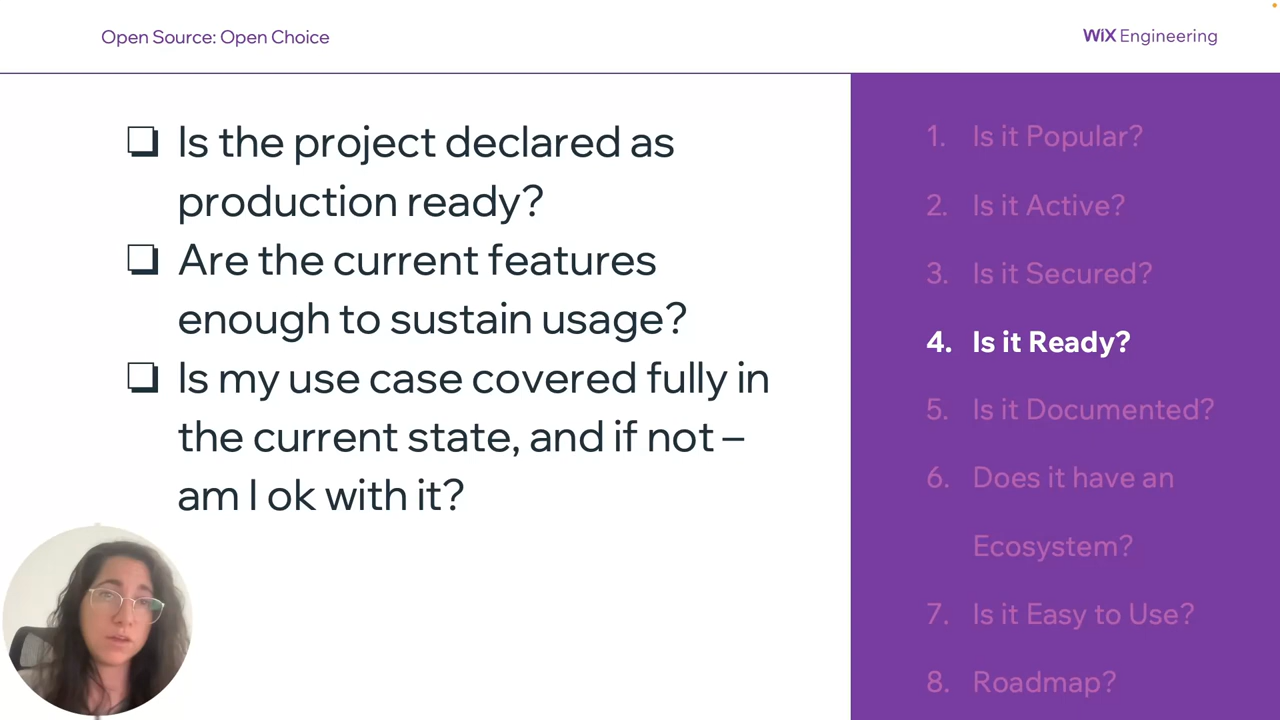 Open Source: Open Choice
WiX Engineering
❏ Is the project declared as
production ready?
❏ Are the current features
enough to sustain usage?
❏ Is my use case covered fully in
the current state, and if not –
am I ok with it?
1. Is it Popular?
2. Is it Active?
3. Is it Secured?
4. Is it Ready?
5. Is it Documented?
6. Does it have an
Ecosystem?
7. Is it Easy to Use?
8. Roadmap?